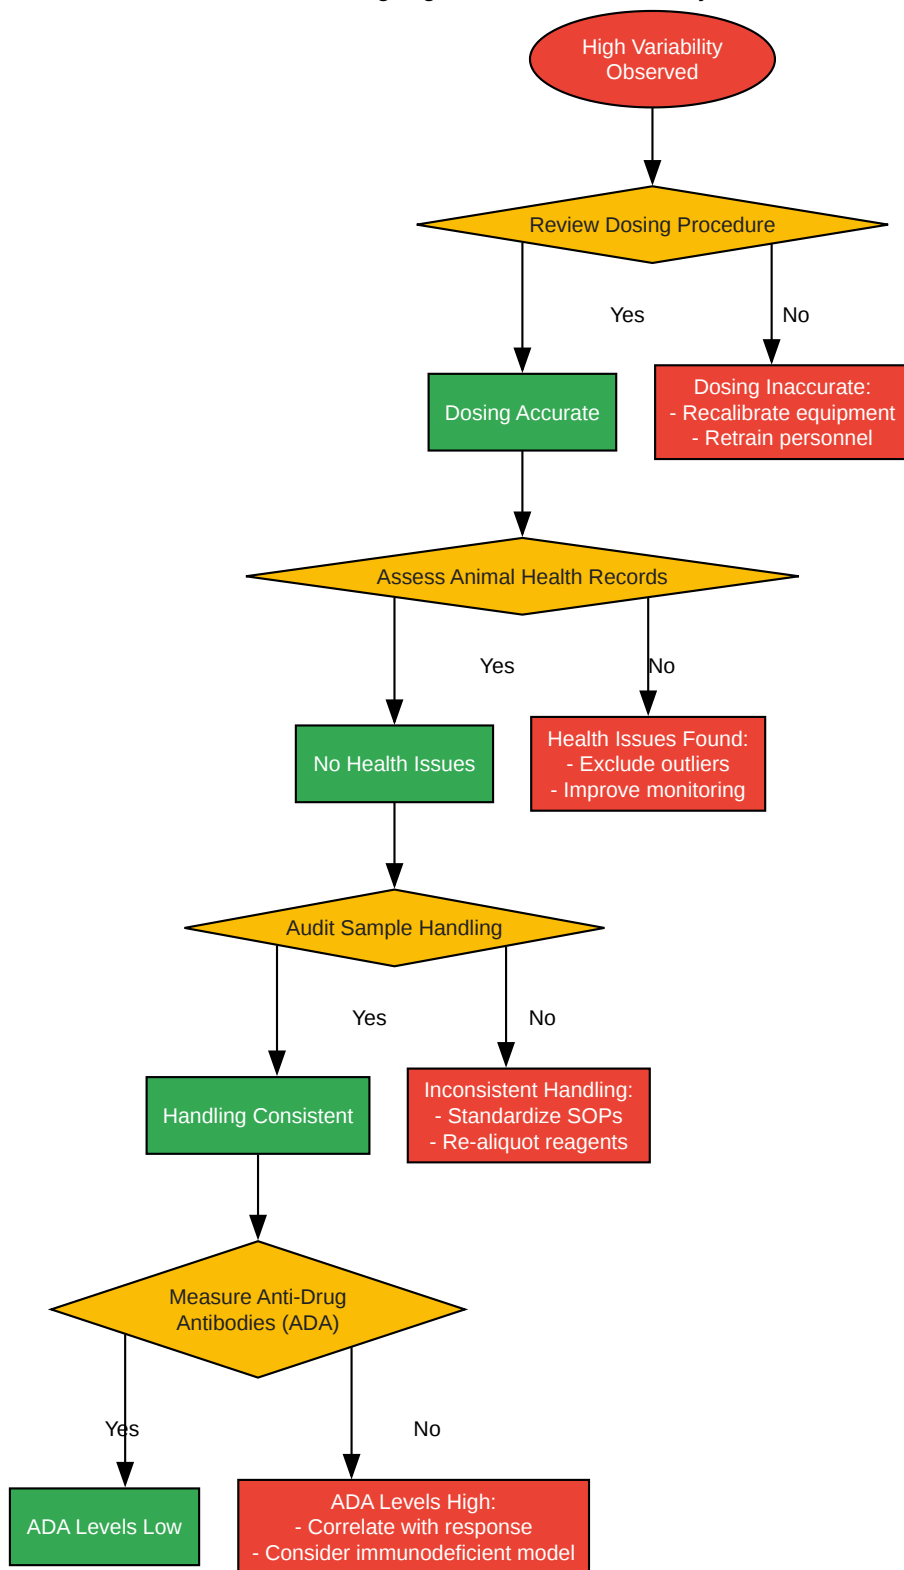 High Variability
Observed
Review Dosing Procedure
Yes
No
Dosing Accurate
Dosing Inaccurate:
- Recalibrate equipment
- Retrain personnel
Assess Animal Health Records
Yes
No
No Health Issues
Health Issues Found:
- Exclude outliers
- Improve monitoring
Audit Sample Handling
Yes
No
Handling Consistent
Inconsistent Handling:
- Standardize SOPs
- Re-aliquot reagents
Measure Anti-Drug
Antibodies (ADA)
Yes
No
ADA Levels Low
ADA Levels High:
- Correlate with response
- Consider immunodeficient model